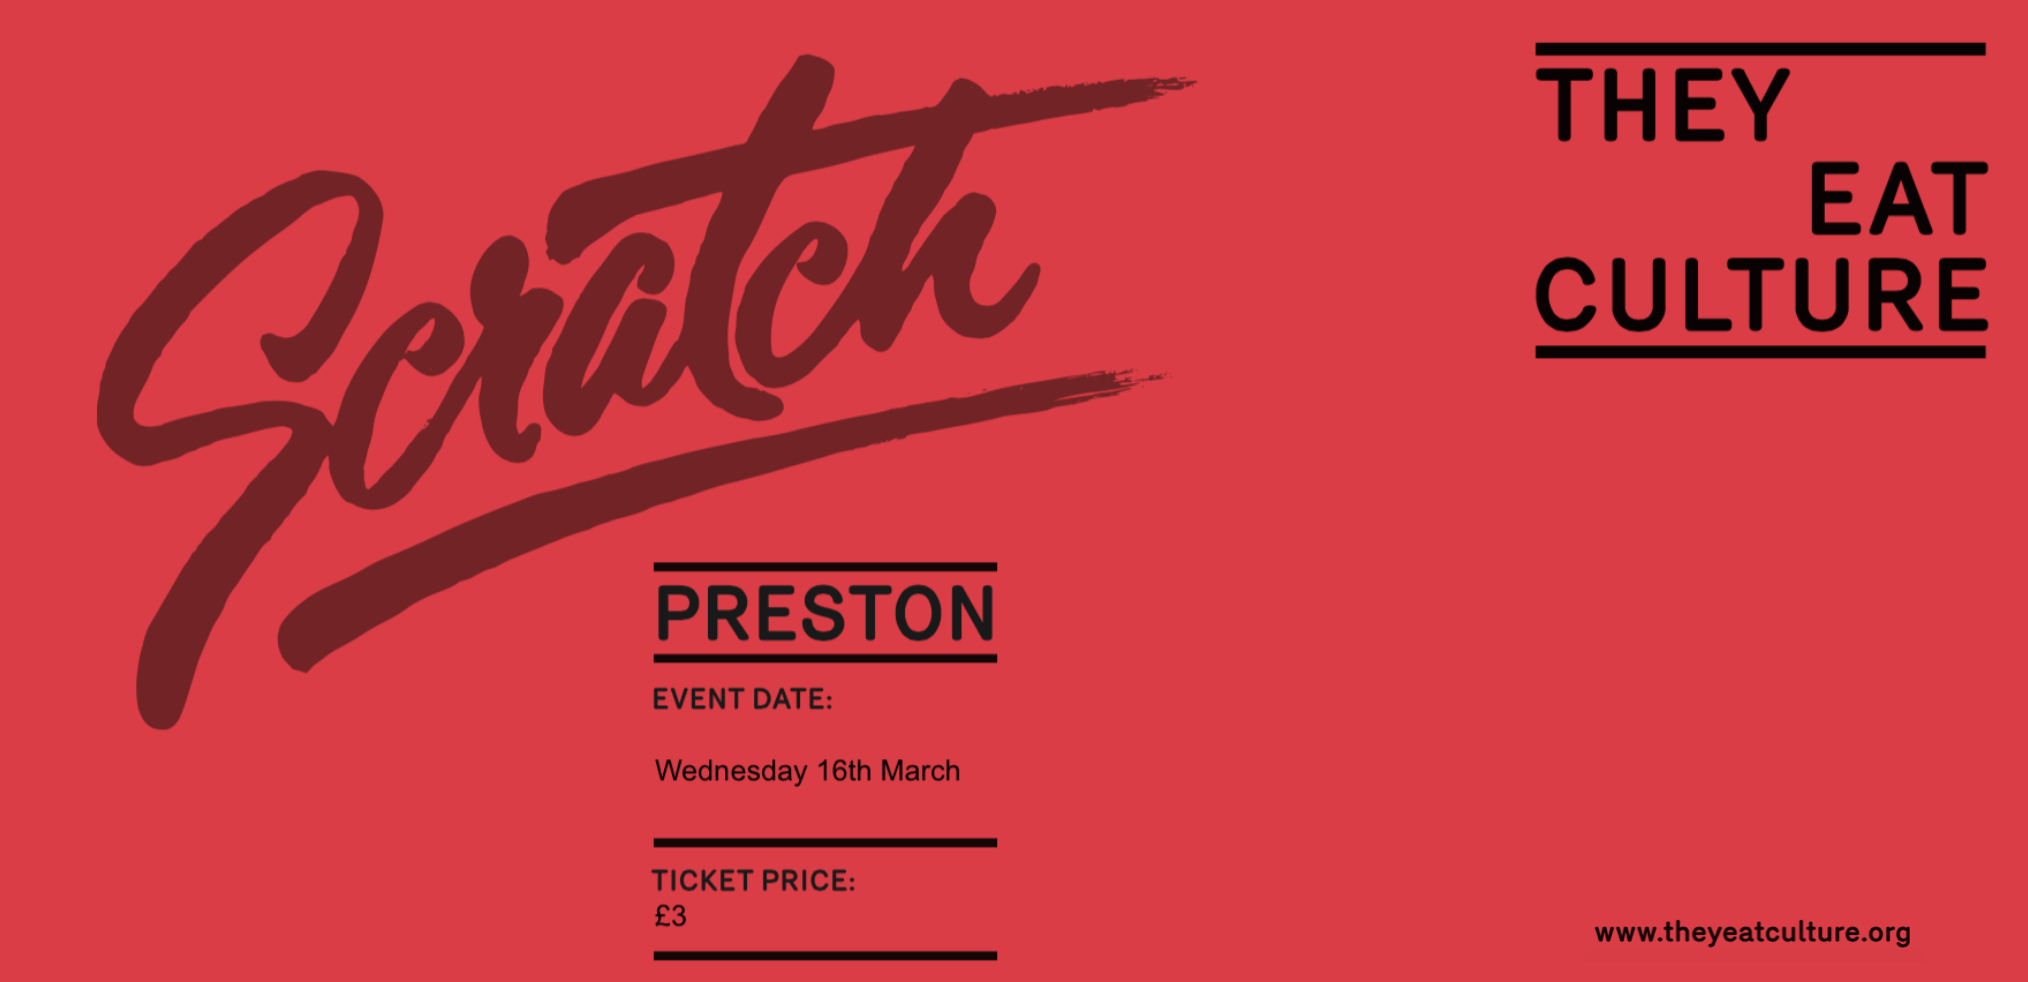 Scratch
THEY
EAT
CULTURE
PRESTON
EVENT DATE:
Wednesday 16th March
TICKET PRICE:
£3
www.theyeatculture.org